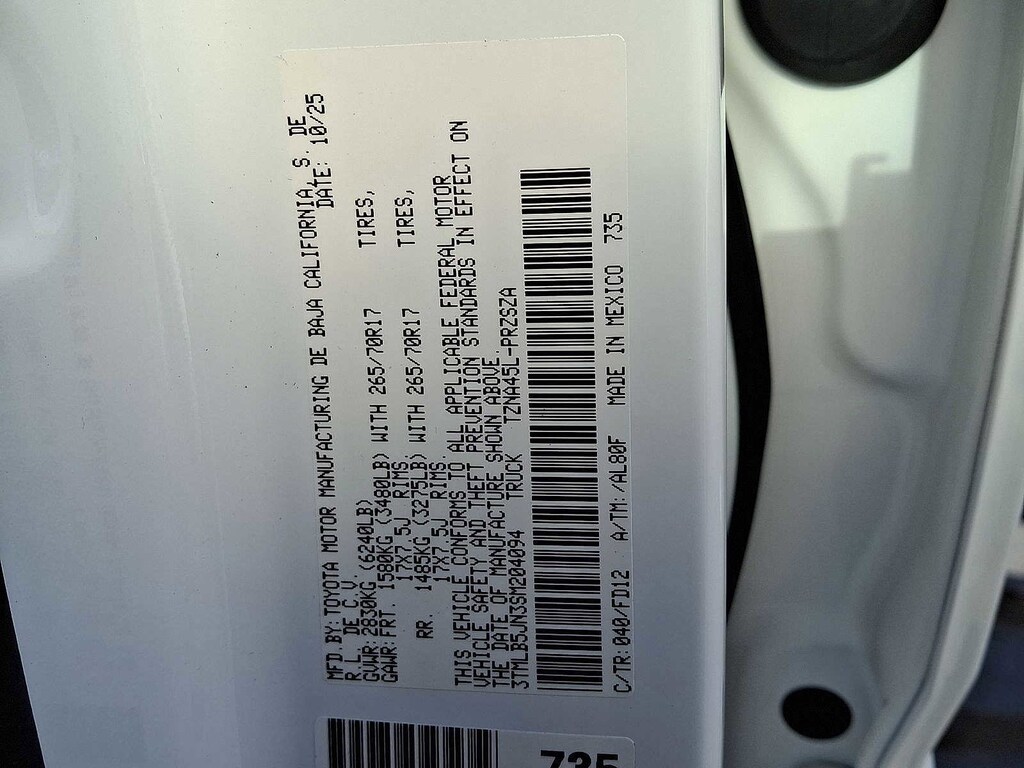 MFD.BY:TOYOTA MOTOR MANUFACTURING DE BAJA CALIFORNIA,S. DE
R.L. DE C.V. DATE: 10/25
GVWR:2830KG (6240LB)
GAWR:FRT. 1580KG (3480LB) WITH 265/70R17 TIRES,
17X7.5J RIMS
RR. 1485KG (3275LB) WITH 265/70R17 TIRES,
17X7.5J RIMS.
THIS VEHICLE CONFORMS TO ALL APPLICABLE FEDERAL MOTOR
VEHICLE SAFETY AND THEFT PREVENTION STANDARDS IN EFFECT ON
THE DATE OF MANUFACTURE SHOWN ABOVE.
3TMLB5JN3SM204094 TRUCK TZNA45L-PRZSZA
C/TR:040/FD12 A/TM:/AL80F MADE IN MEXICO 735
735